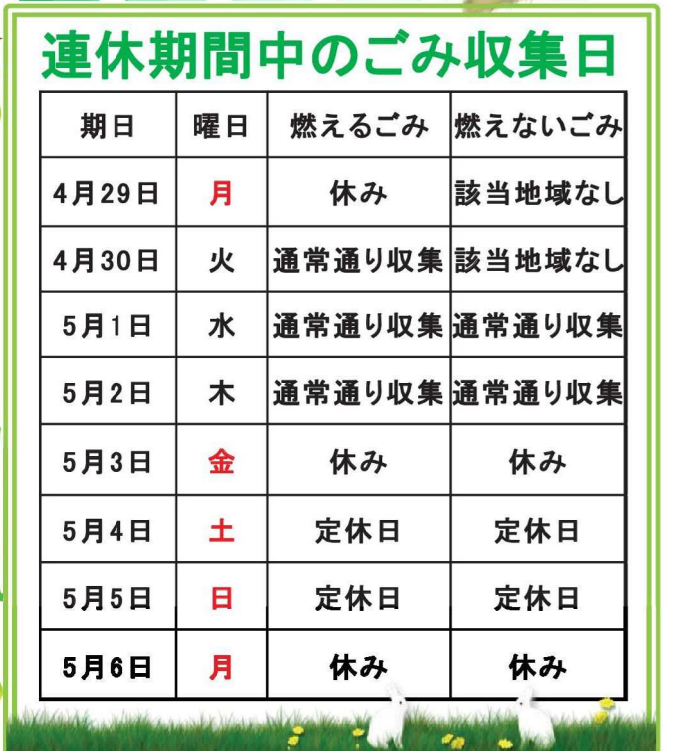 連休期間中のごみ収集日
期日 曜日 燃えるごみ 燃えないごみ
4月29日 月 休み 該当地域なし
4月30日 火 通常通り収集 該当地域なし
5月1日 水 通常通り収集 通常通り収集
5月2日 木 通常通り収集 通常通り収集
5月3日 金 休み 休み
5月4日 土 定休日 定休日
5月5日 日 定休日 定休日
5月6日 月 休み 休み